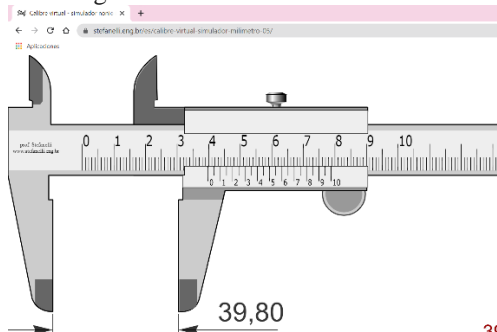 Calibro virtual - simulador nonio
stefanelli.eng.br/es/calibre-virtual-simulador-milimetro-05/
Aplicaciones
prof. Stefanelli
www.stefanelli.eng.br
0 1 2 3 4 5 6 7 8 9 10
0 1 2 3 4 5 6 7 8 9 10
39,80